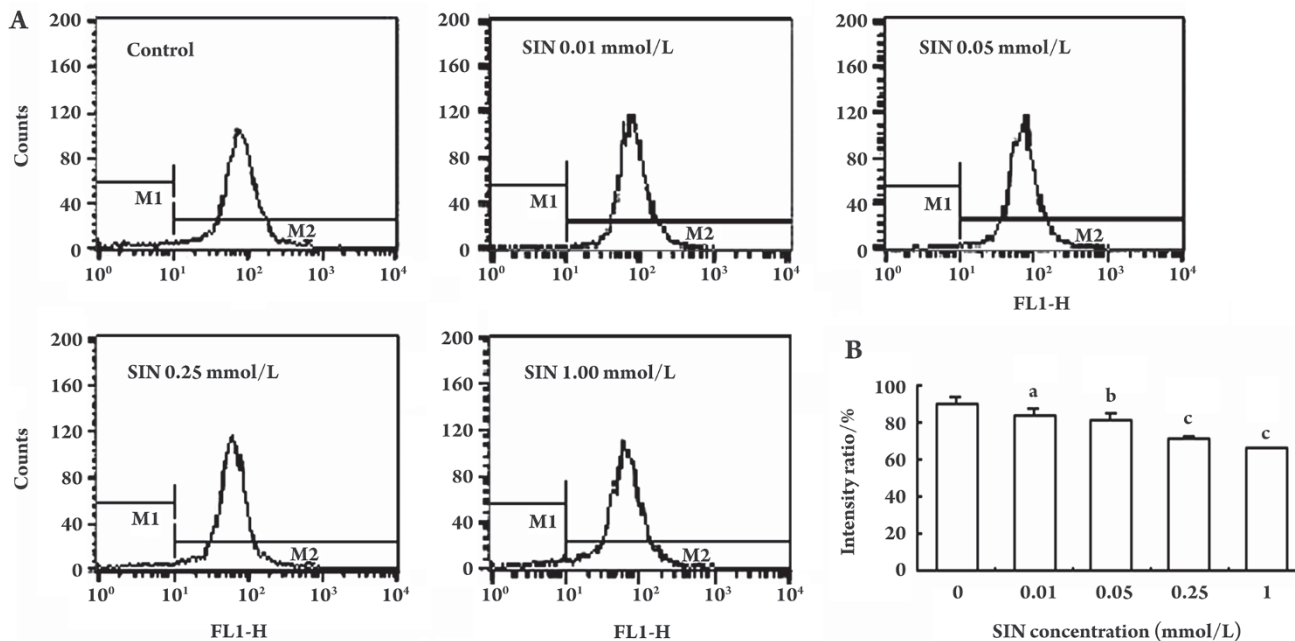 A
Control
SIN 0.01 mmol/L
SIN 0.05 mmol/L
200
160
120
80
40
0
Counts
M1
M2
10⁰ 10¹ 10² 10³ 10⁴
200
160
120
80
40
0
M1
M2
10⁰ 10¹ 10² 10³ 10⁴
200
160
120
80
40
0
M1
M2
10⁰ 10¹ 10² 10³ 10⁴
FL1-H
SIN 0.25 mmol/L
SIN 1.00 mmol/L
200
160
120
80
40
0
Counts
M1
M2
10⁰ 10¹ 10² 10³ 10⁴
FL1-H
200
160
120
80
40
0
M1
M2
10⁰ 10¹ 10² 10³ 10⁴
FL1-H
B
100
80
60
40
20
0
Intensity ratio/%
a b c c
0 0.01 0.05 0.25 1
SIN concentration (mmol/L)